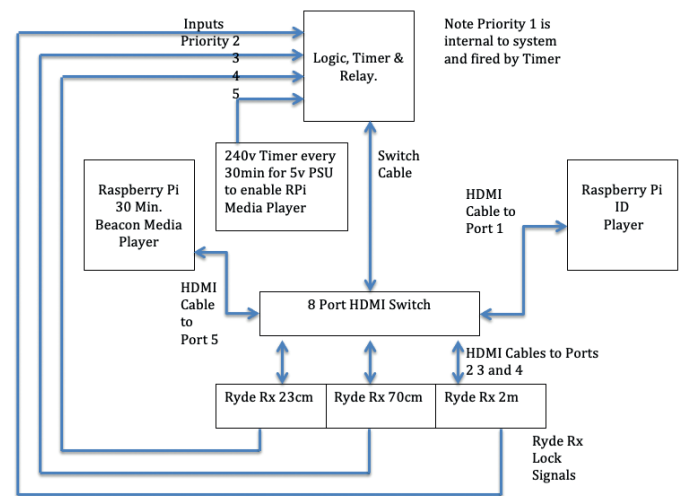 Inputs
Priority 2
3
4
5
Logic, Timer &
Relay.
Note Priority 1 is
internal to system
and fired by Timer
240v Timer every
30min for 5v PSU
to enable RPi
Media Player
Switch
Cable
Raspberry Pi
30 Min.
Beacon Media
Player
HDMI
Cable to
Port 1
Raspberry Pi
ID
Player
HDMI
Cable
to
Port 5
8 Port HDMI Switch
HDMI Cables to Ports
2 3 and 4
Ryde Rx 23cm
Ryde Rx 70cm
Ryde Rx 2m
Ryde Rx
Lock
Signals